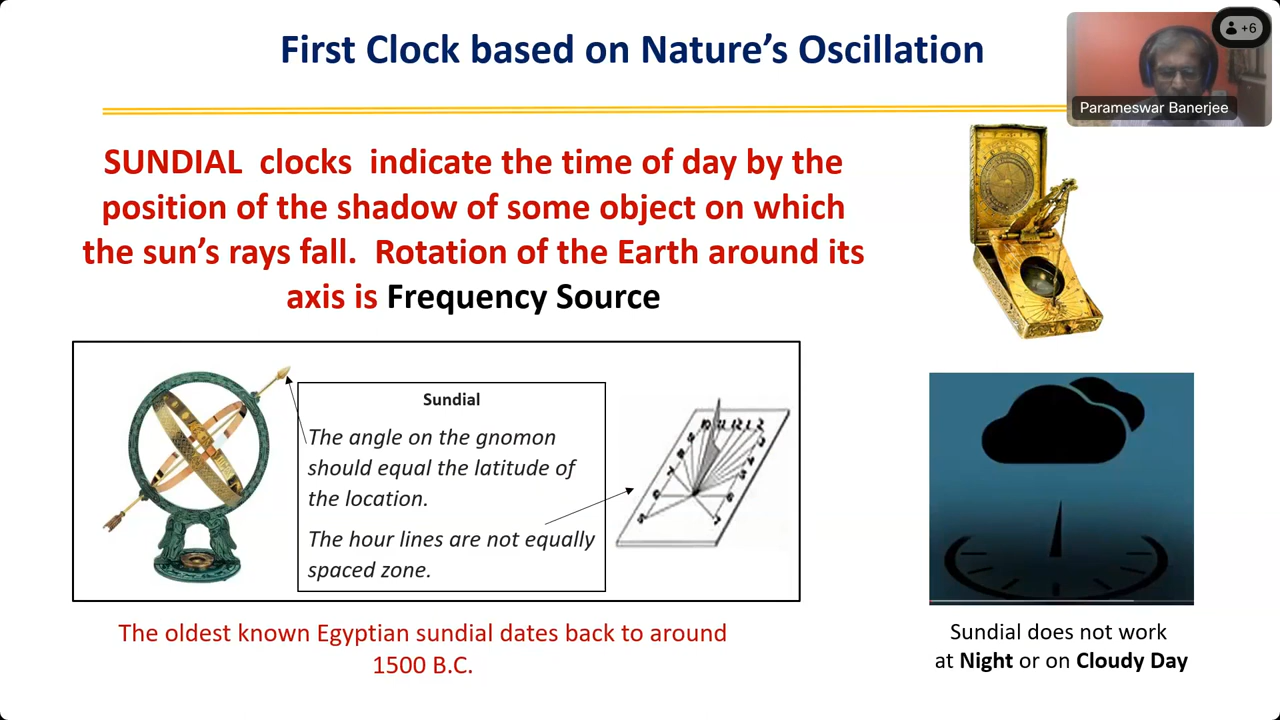 First Clock based on Nature's Oscillation
+6
Parameswar Banerjee
SUNDIAL clocks indicate the time of day by the
position of the shadow of some object on which
the sun's rays fall. Rotation of the Earth around its
axis is Frequency Source
Sundial
The angle on the gnomon
should equal the latitude of
the location.
The hour lines are not equally
spaced zone.
The oldest known Egyptian sundial dates back to around
1500 B.C.
Sundial does not work
at Night or on Cloudy Day